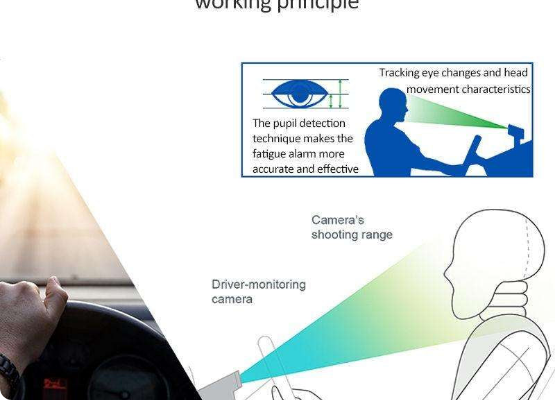 working principle
Tracking eye changes and head
movement characteristics
The pupil detection
technique makes the
fatigue alarm more
accurate and effective
Camera's
shooting range
Driver-monitoring
camera